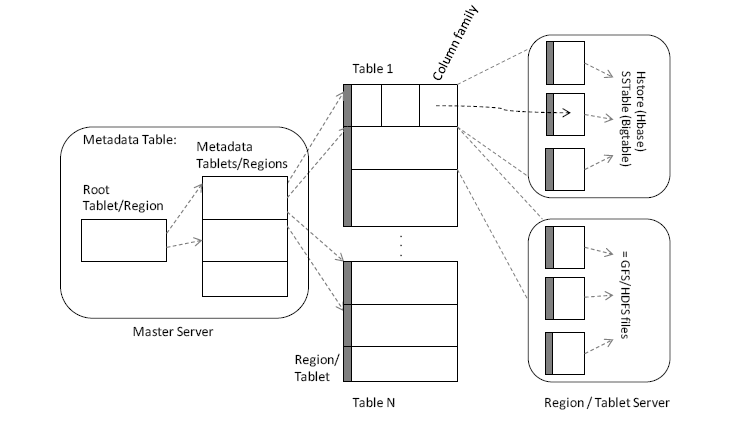 Column family
Table 1
Metadata Table:
Metadata
Tablets/Regions
Root
Tablet/Region
Master Server
Region/
Tablet
Table N
Hstore (Hbase)
SSTable (Bigtable)
= GFS/HDFS files
Region / Tablet Server